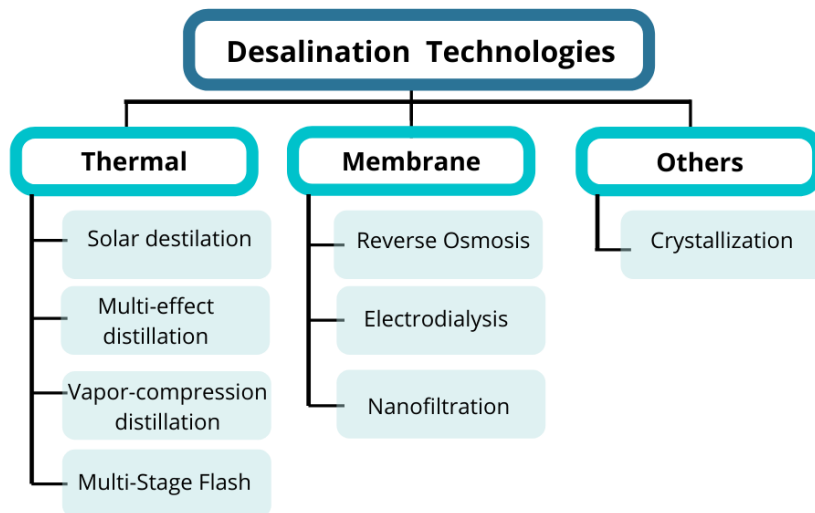 Desalination Technologies
Thermal
Solar destilation
Multi-effect
distillation
Vapor-compression
distillation
Multi-Stage Flash
Membrane
Reverse Osmosis
Electrodialysis
Nanofiltration
Others
Crystallization